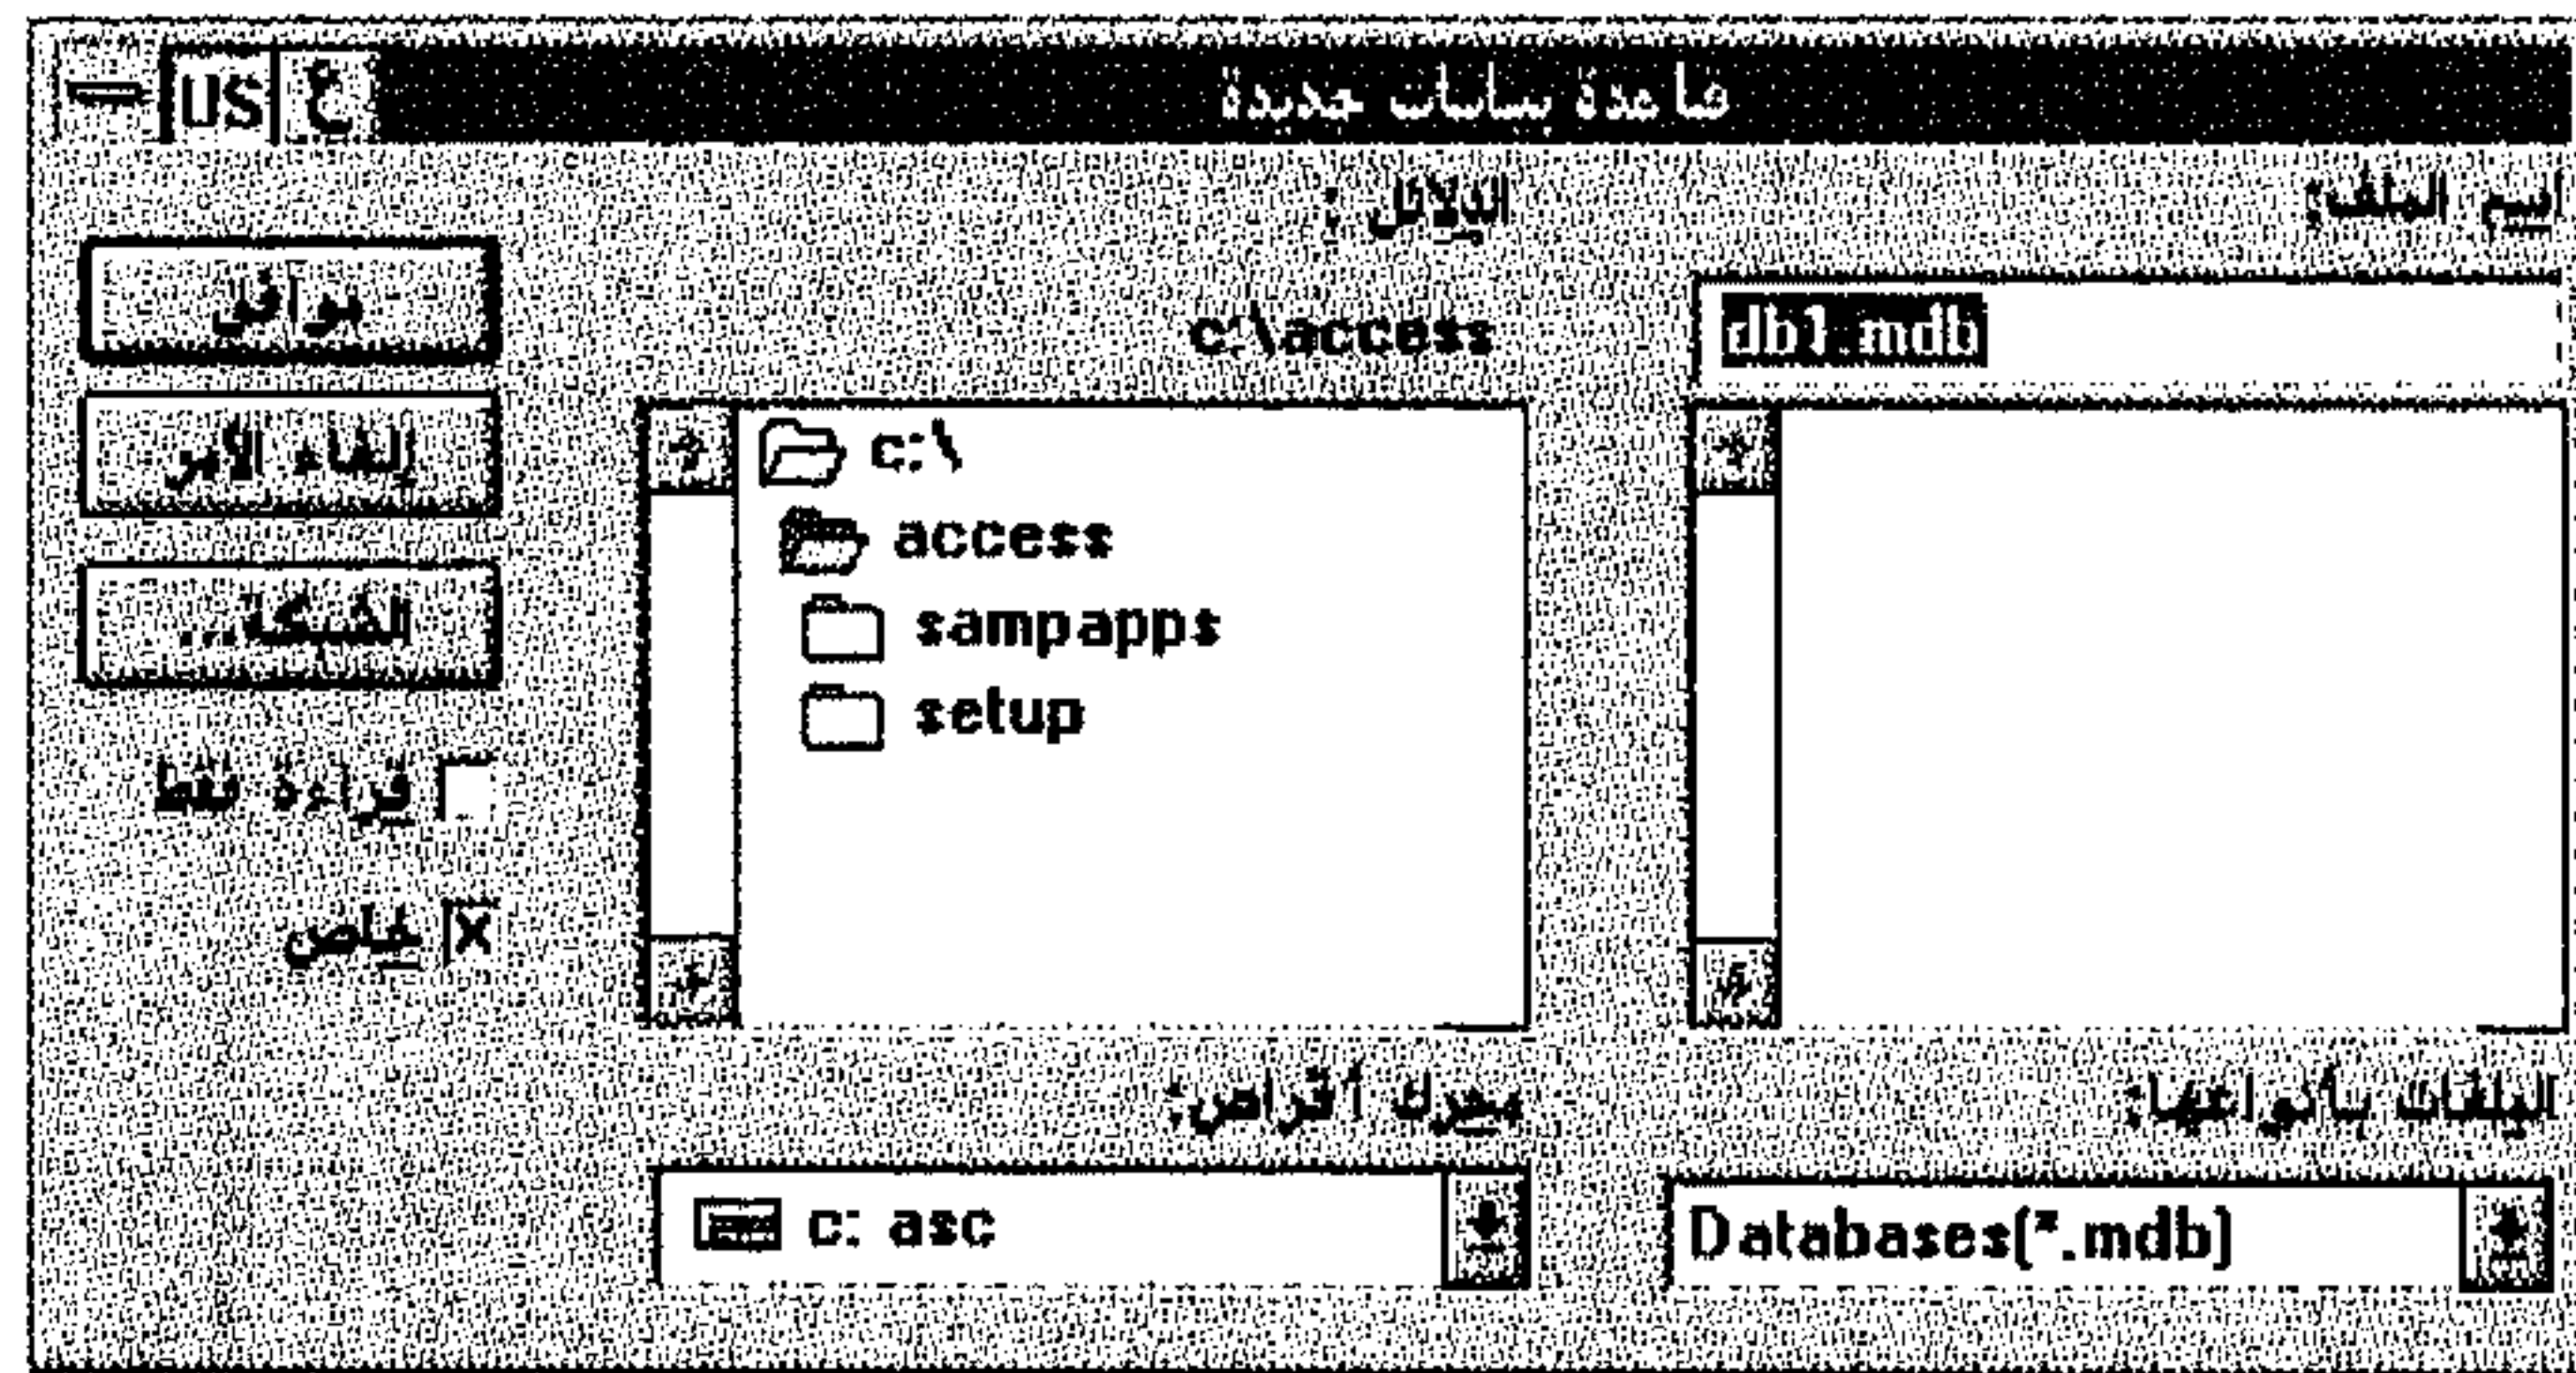 US ع قاعدة بيانات جديدة
اسم الملف:
db1.mdb
الملفات بأنواعها:
Databases(*.mdb)
الدلائل :
c:\access
c:\
access
sampapps
setup
محرك أقراص:
c: asc
موافق
إلغاء الأمر
الشبكة...
قراءة فقط
خاص